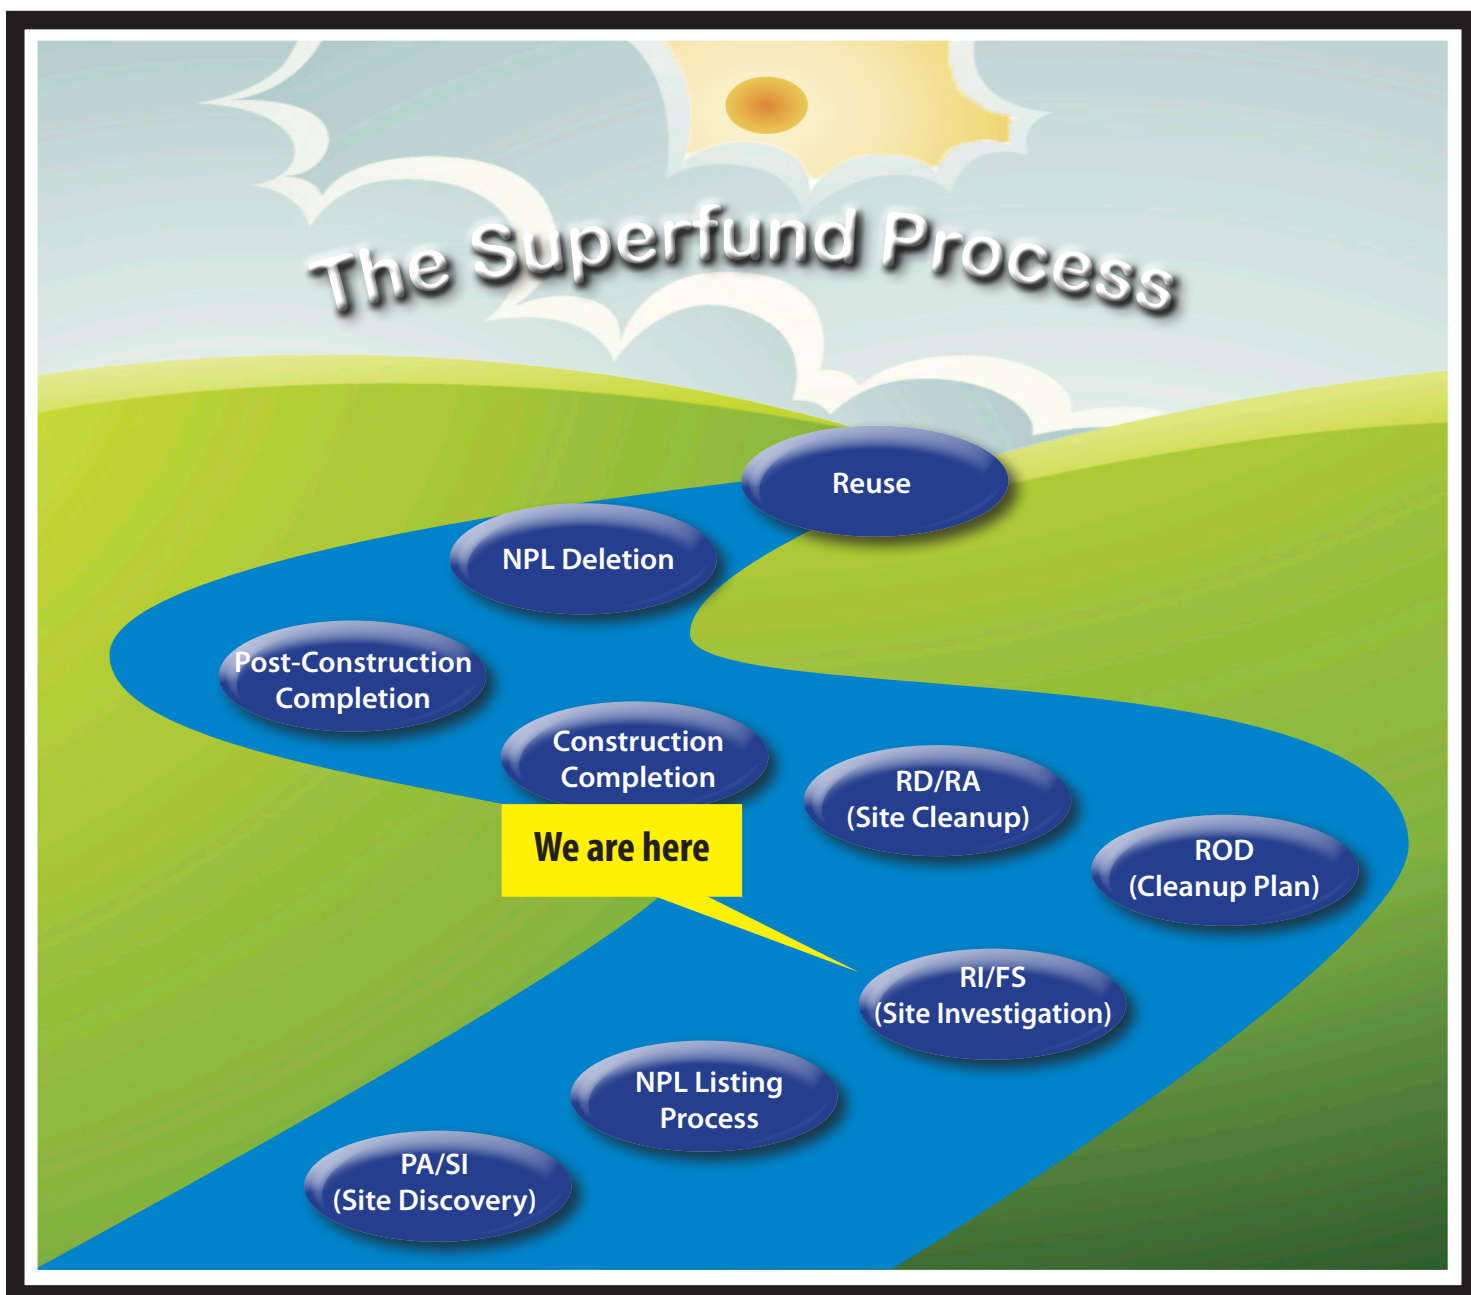 The Superfund Process
Reuse
NPL Deletion
Post-Construction
Completion
Construction
Completion
RD/RA
(Site Cleanup)
ROD
(Cleanup Plan)
We are here
RI/FS
(Site Investigation)
NPL Listing
Process
PA/SI
(Site Discovery)